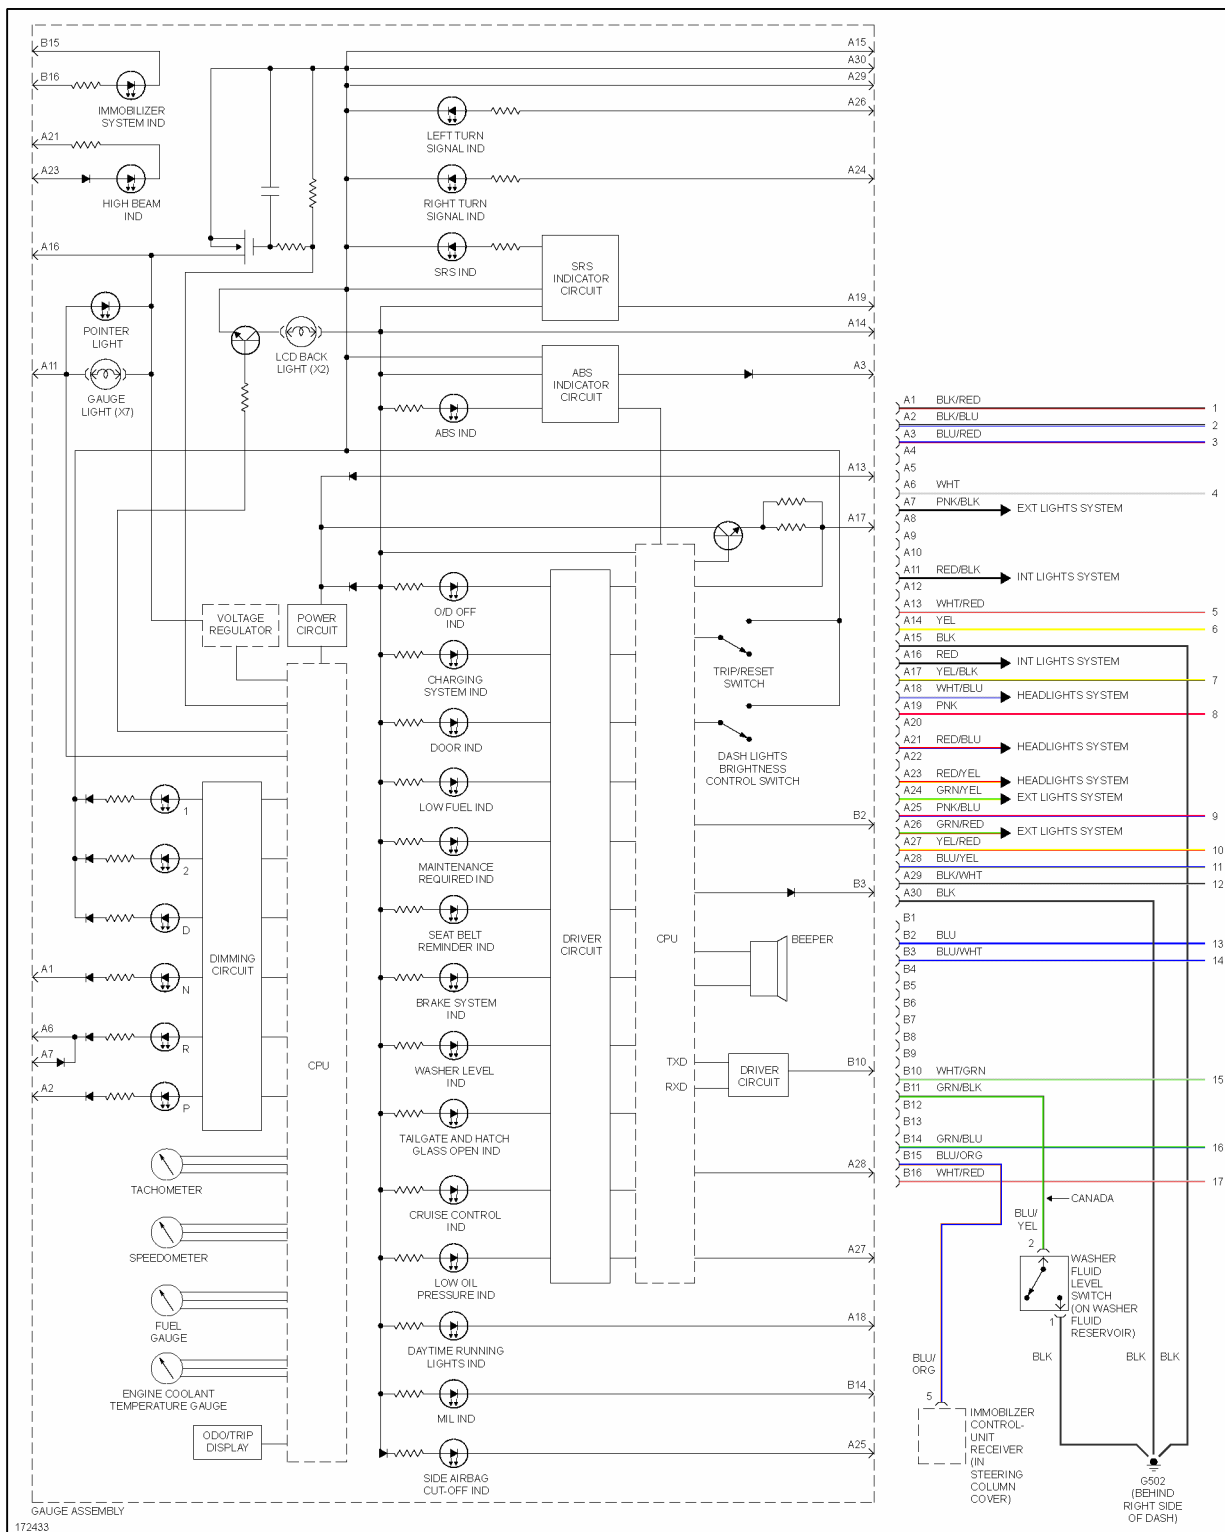 B15
B16
IMMOBILIZER
SYSTEM IND
A21
A23
HIGH BEAM
IND
A16
POINTER
LIGHT
A11
GAUGE
LIGHT (X7)
LCD BACK
LIGHT (X2)
A15
A30
A29
A26
LEFT TURN
SIGNAL IND
A24
RIGHT TURN
SIGNAL IND
SRS IND
SRS
INDICATOR
CIRCUIT
A19
A14
ABS
INDICATOR
CIRCUIT
A3
ABS IND
A13
A17
VOLTAGE
REGULATOR
POWER
CIRCUIT
O/D OFF
IND
CHARGING
SYSTEM IND
DOOR IND
LOW FUEL IND
MAINTENANCE
REQUIRED IND
SEAT BELT
REMINDER IND
BRAKE SYSTEM
IND
WASHER LEVEL
IND
TAILGATE AND HATCH
GLASS OPEN IND
CRUISE CONTROL
IND
LOW OIL
PRESSURE IND
DAYTIME RUNNING
LIGHTS IND
MIL IND
SIDE AIRBAG
CUT-OFF IND
DRIVER
CIRCUIT
CPU
TRIP/RESET
SWITCH
DASH LIGHTS
BRIGHTNESS
CONTROL SWITCH
B2
B3
BEEPER
TXD
RXD
DRIVER
CIRCUIT
B10
A28
A27
A18
B14
A25
1
2
D
A1
N
A6
R
A7
A2
P
DIMMING
CIRCUIT
CPU
TACHOMETER
SPEEDOMETER
FUEL
GAUGE
ENGINE COOLANT
TEMPERATURE GAUGE
ODO/TRIP
DISPLAY
GAUGE ASSEMBLY
172433
A1 BLK/RED 1
A2 BLK/BLU 2
A3 BLU/RED 3
A4
A5
A6 WHT 4
A7 PNK/BLK EXT LIGHTS SYSTEM
A8
A9
A10
A11 RED/BLK INT LIGHTS SYSTEM
A12
A13 WHT/RED 5
A14 YEL 6
A15 BLK
A16 RED INT LIGHTS SYSTEM
A17 YEL/BLK 7
A18 WHT/BLU HEADLIGHTS SYSTEM
A19 PNK 8
A20
A21 RED/BLU HEADLIGHTS SYSTEM
A22
A23 RED/YEL HEADLIGHTS SYSTEM
A24 GRN/YEL EXT LIGHTS SYSTEM
A25 PNK/BLU 9
A26 GRN/RED EXT LIGHTS SYSTEM
A27 YEL/RED 10
A28 BLU/YEL 11
A29 BLK/WHT 12
A30 BLK
B1
B2 BLU 13
B3 BLU/WHT 14
B4
B5
B6
B7
B8
B9
B10 WHT/GRN 15
B11 GRN/BLK
B12
B13
B14 GRN/BLU 16
B15 BLU/ORG
B16 WHT/RED 17
CANADA
BLU/
YEL
2
WASHER
FLUID
LEVEL
SWITCH
(ON WASHER
FLUID
RESERVOIR)
1
BLK
BLK
BLK
BLU/
ORG
5
IMMOBILZER
CONTROL-
UNIT
RECEIVER
(IN
STEERING
COLUMN
COVER)
G502
(BEHIND
RIGHT SIDE
OF DASH)